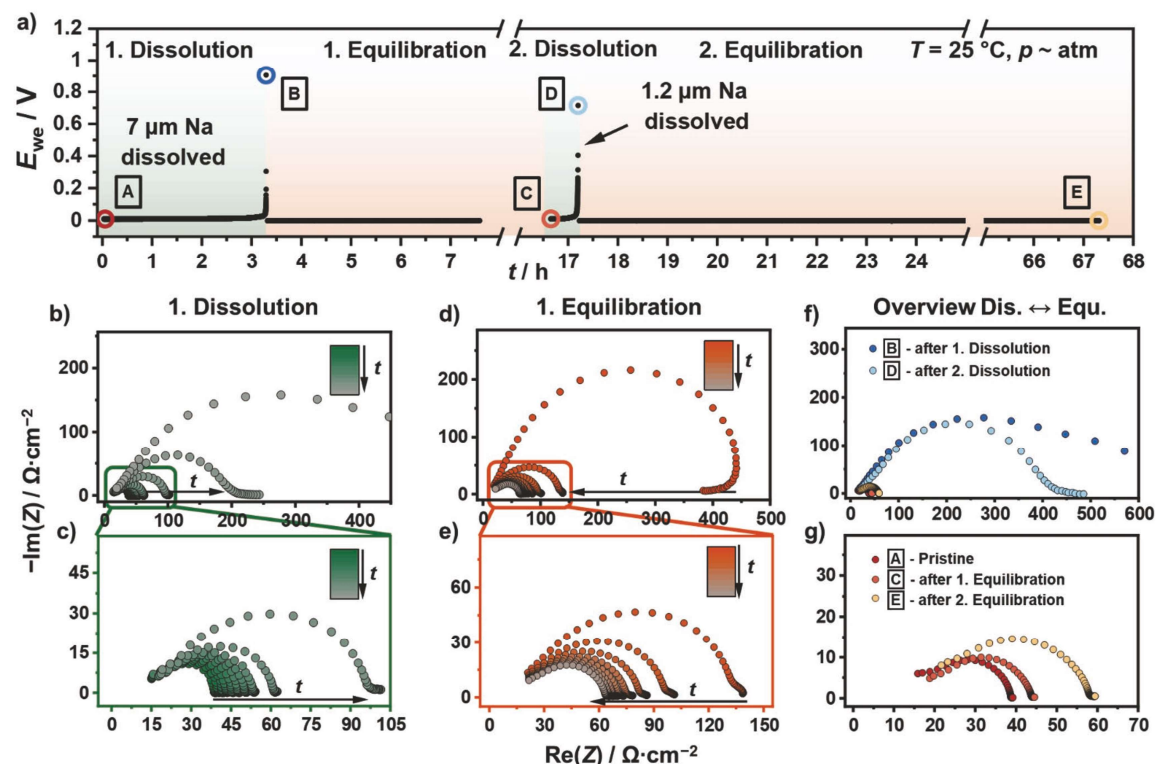 a)
1.2
1.0
0.8
0.6
0.4
0.2
0
E_we / V
1. Dissolution
1. Equilibration
2. Dissolution
2. Equilibration
T = 25 °C, p ~ atm
7 µm Na
dissolved
1.2 µm Na
dissolved
A
B
C
D
E
0 1 2 3 4 5 6 7 17 18 19 20 21 22 23 24 66 67 68
t / h
b)
1. Dissolution
t
−200
−150
−100
−50
0
0 100 200 300 400
t
c)
45
30
15
0
t
t
0 15 30 45 60 75 90 105
d)
1. Equilibration
t
200
100
0
0 100 200 300 400 500
e)
60
30
0
t
t
0 30 60 90 120 150
f)
Overview Dis. ↔ Equ.
B - after 1. Dissolution
D - after 2. Dissolution
300
200
100
0
0 100 200 300 400 500 600
g)
A - Pristine
C - after 1. Equilibration
E - after 2. Equilibration
30
20
10
0
0 10 20 30 40 50 60 70
−Im(Z) / Ω·cm⁻²
Re(Z) / Ω·cm⁻²